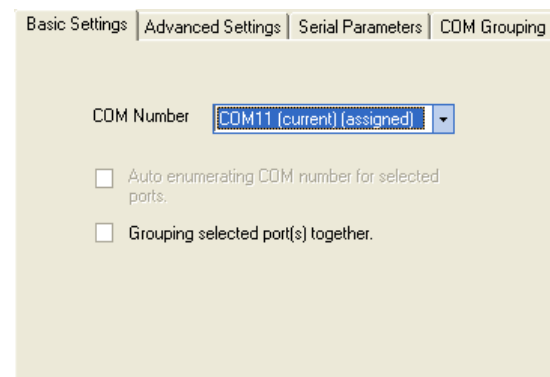 Basic Settings Advanced Settings Serial Parameters COM Grouping
COM Number COM11 (current) (assigned)
Auto enumerating COM number for selected
ports.
Grouping selected port(s) together.